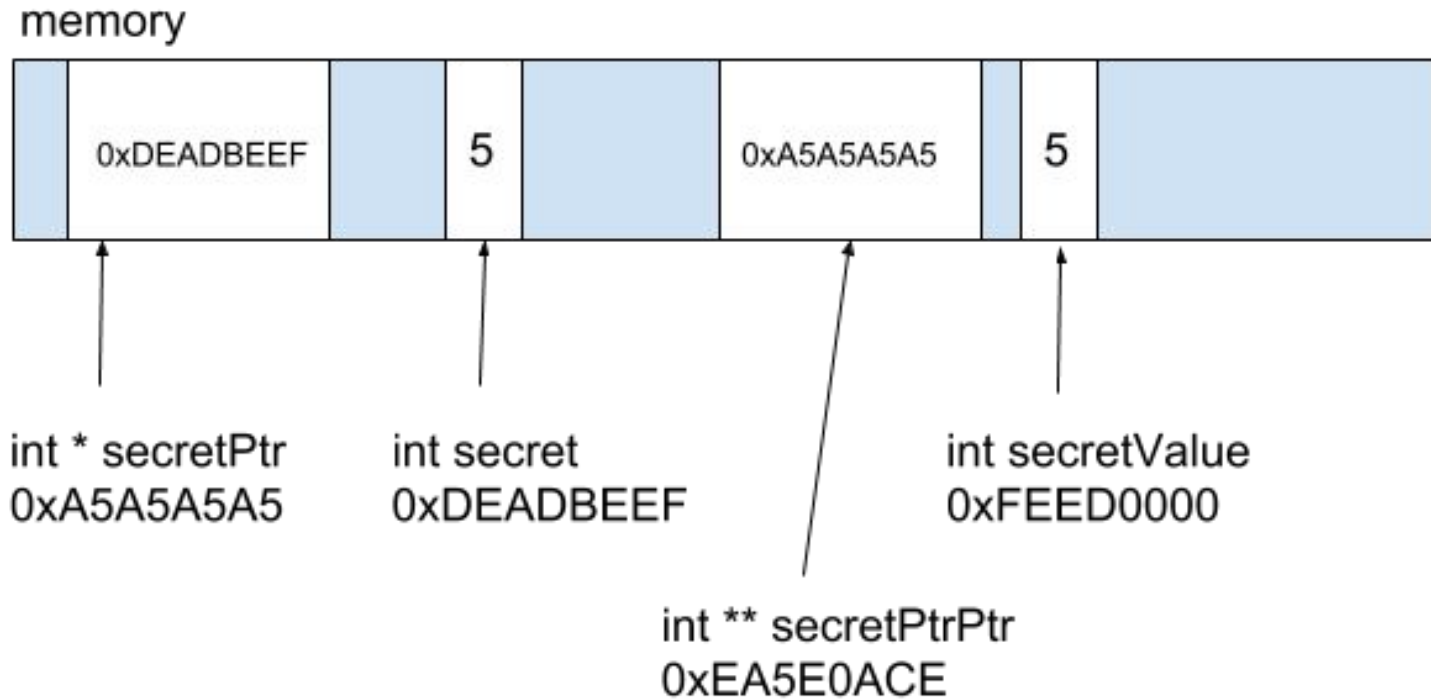 memory
0xDEADBEEF 5 0xA5A5A5A5 5
int * secretPtr
0xA5A5A5A5
int secret
0xDEADBEEF
int secretValue
0xFEED0000
int ** secretPtrPtr
0xEA5E0ACE